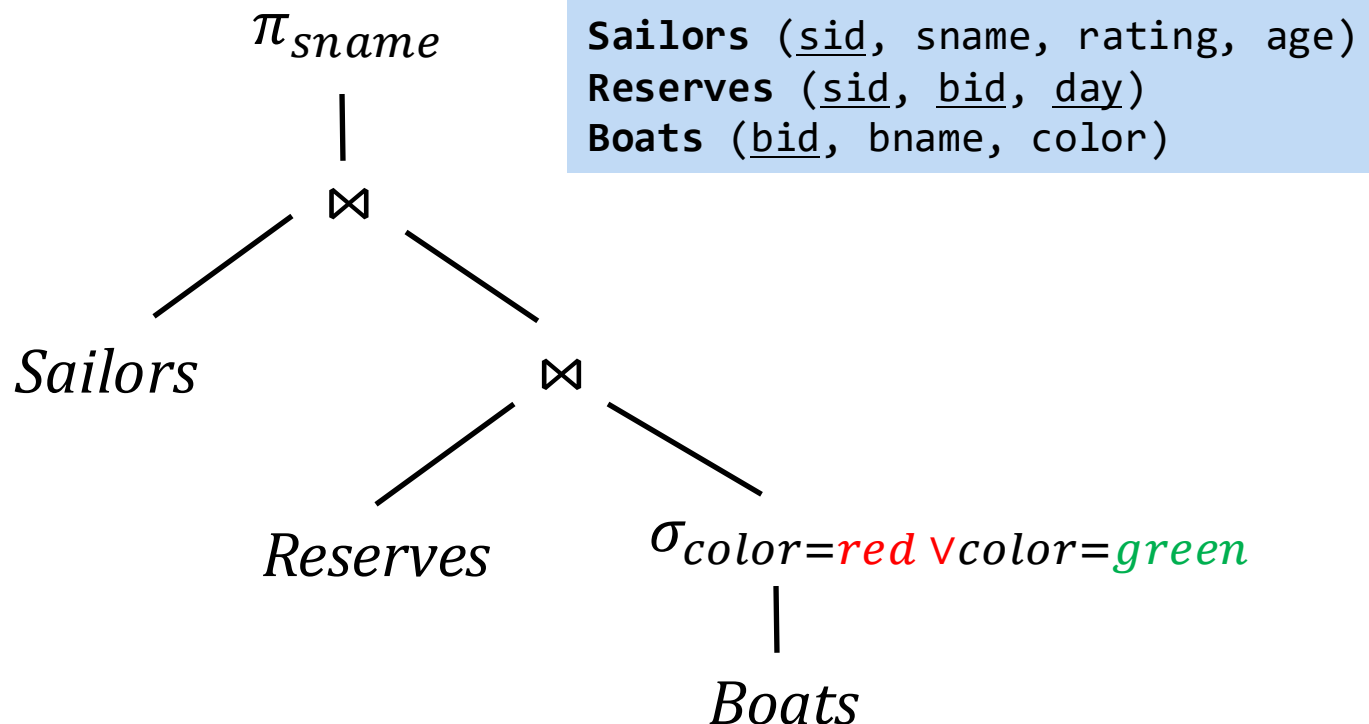 π_sname
Sailors (sid, sname, rating, age)
Reserves (sid, bid, day)
Boats (bid, bname, color)
⋈
Sailors
⋈
Reserves
σ_color=red ∨color=green
Boats